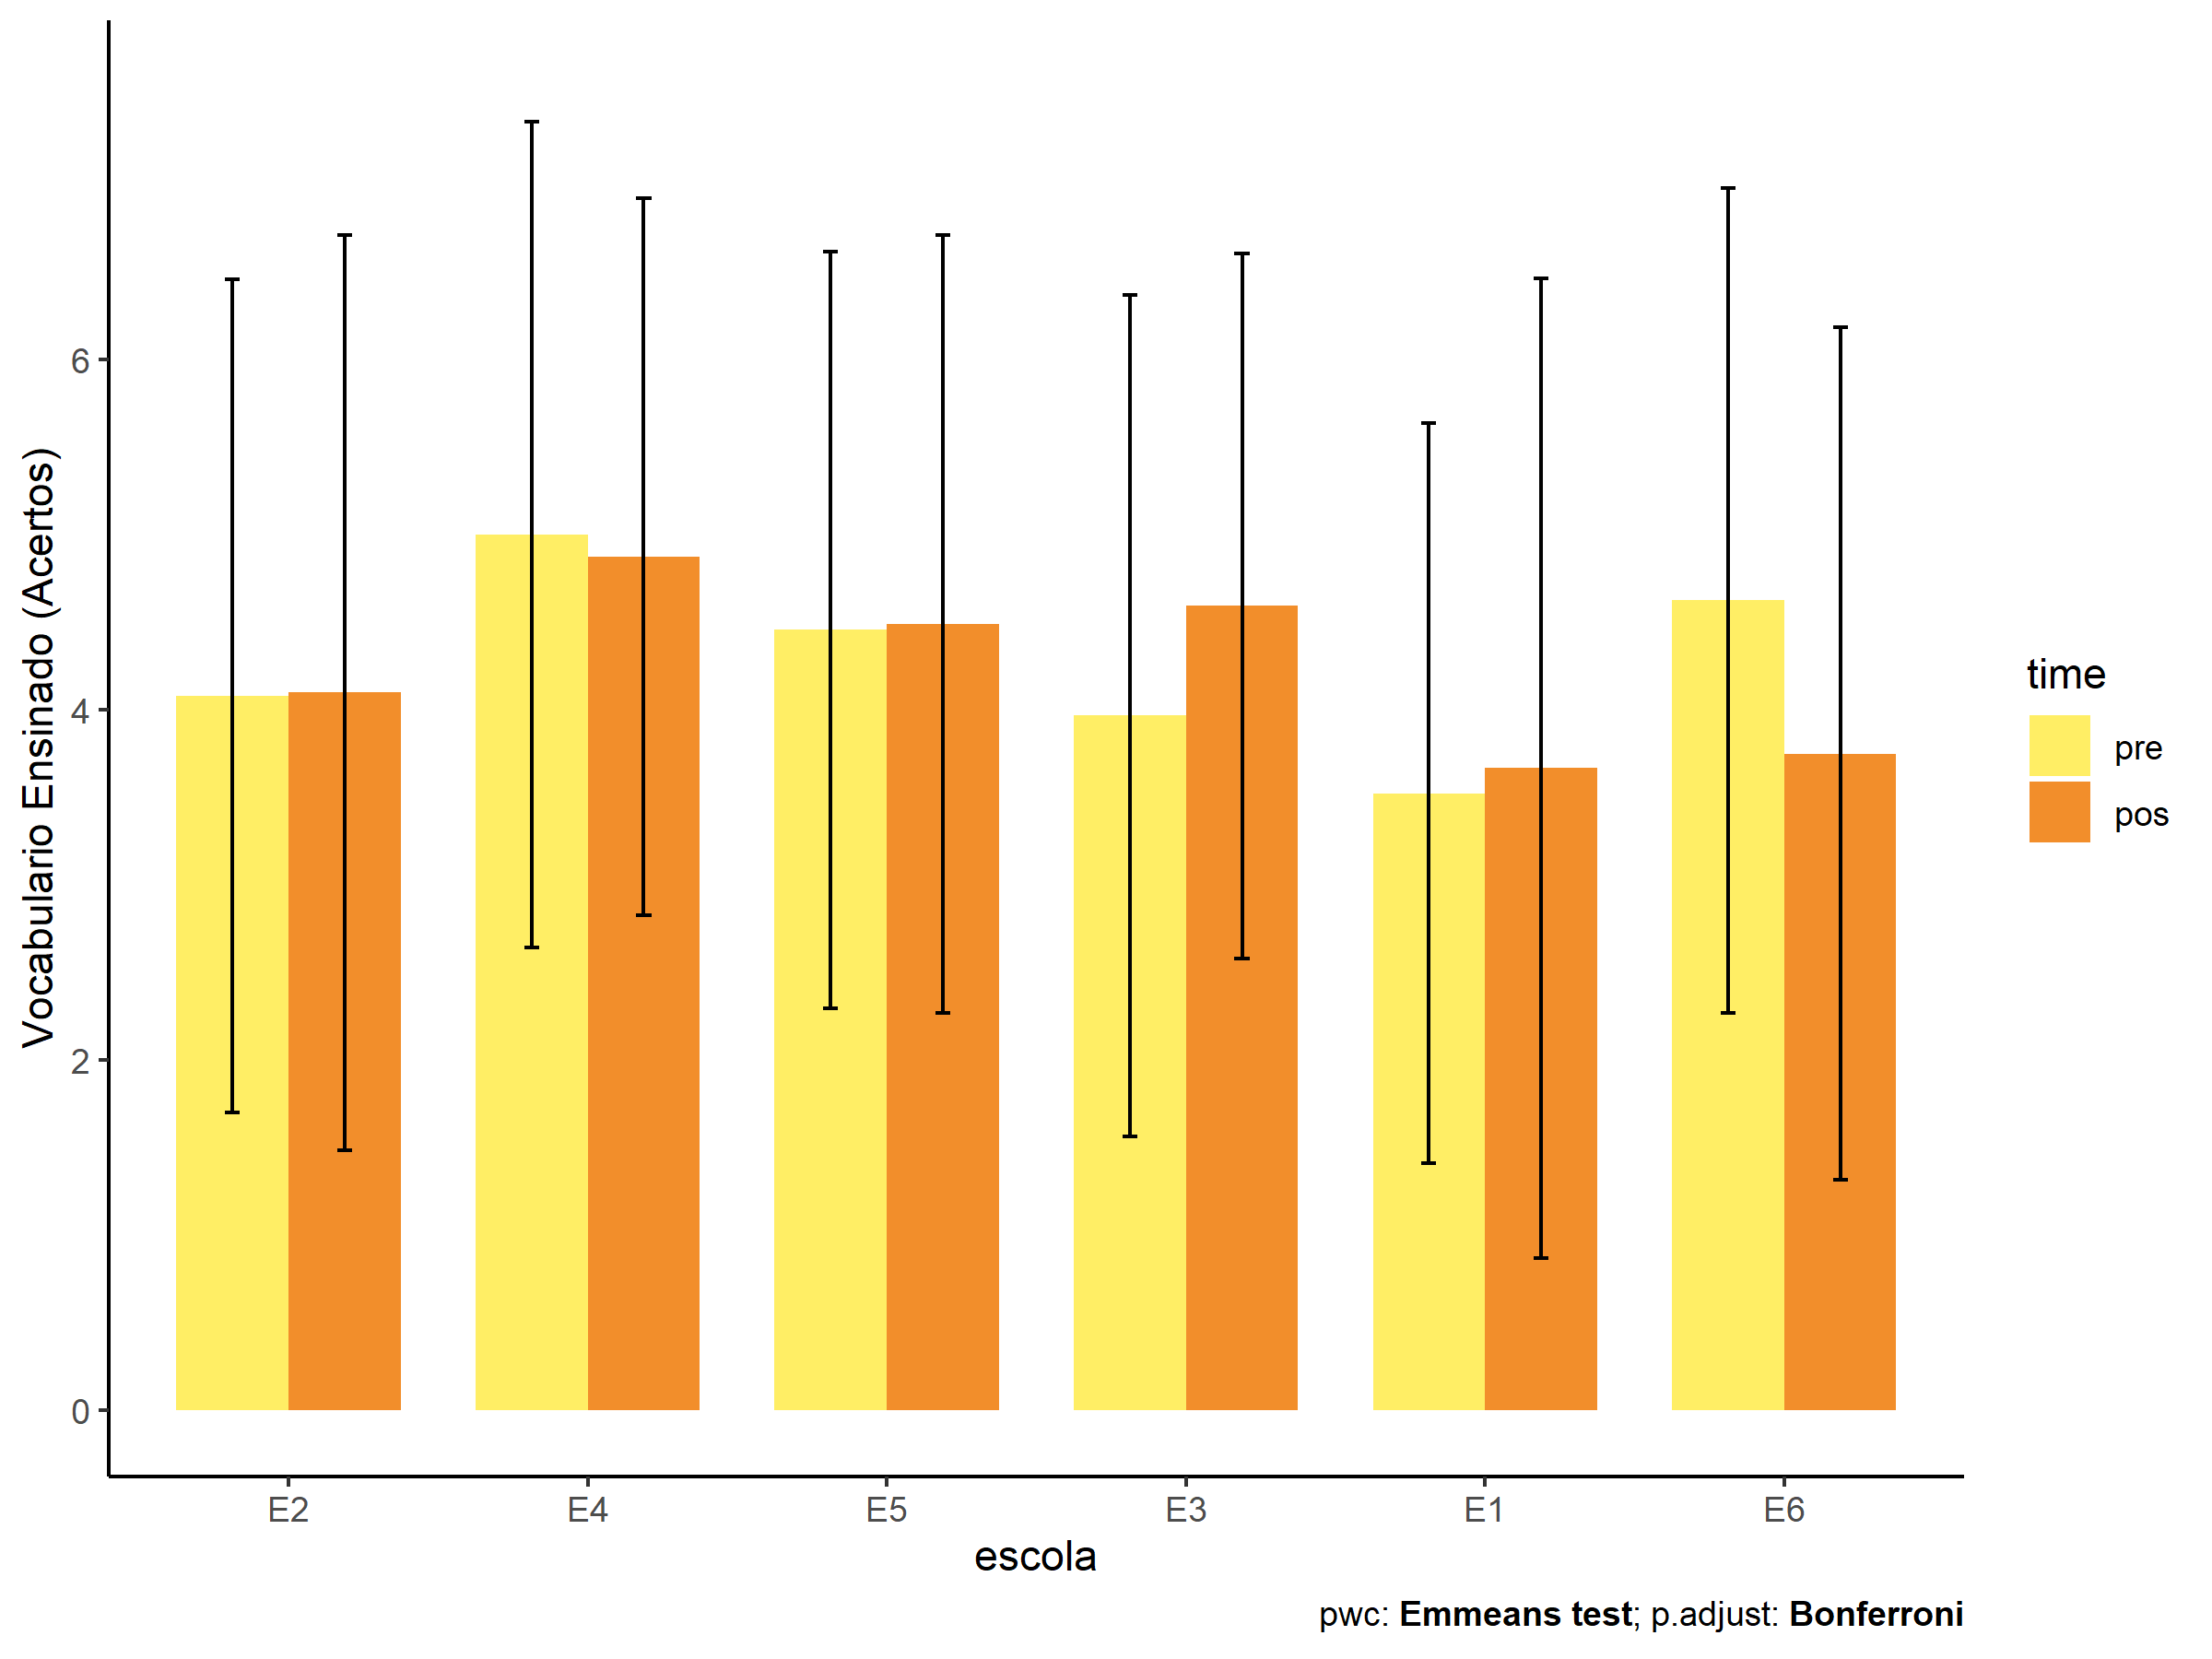 Vocabulario Ensinado (Acertos)
6
4
2
0
E2 E4 E5 E3 E1 E6
escola
time
pre
pos
pwc: Emmeans test; p.adjust: Bonferroni